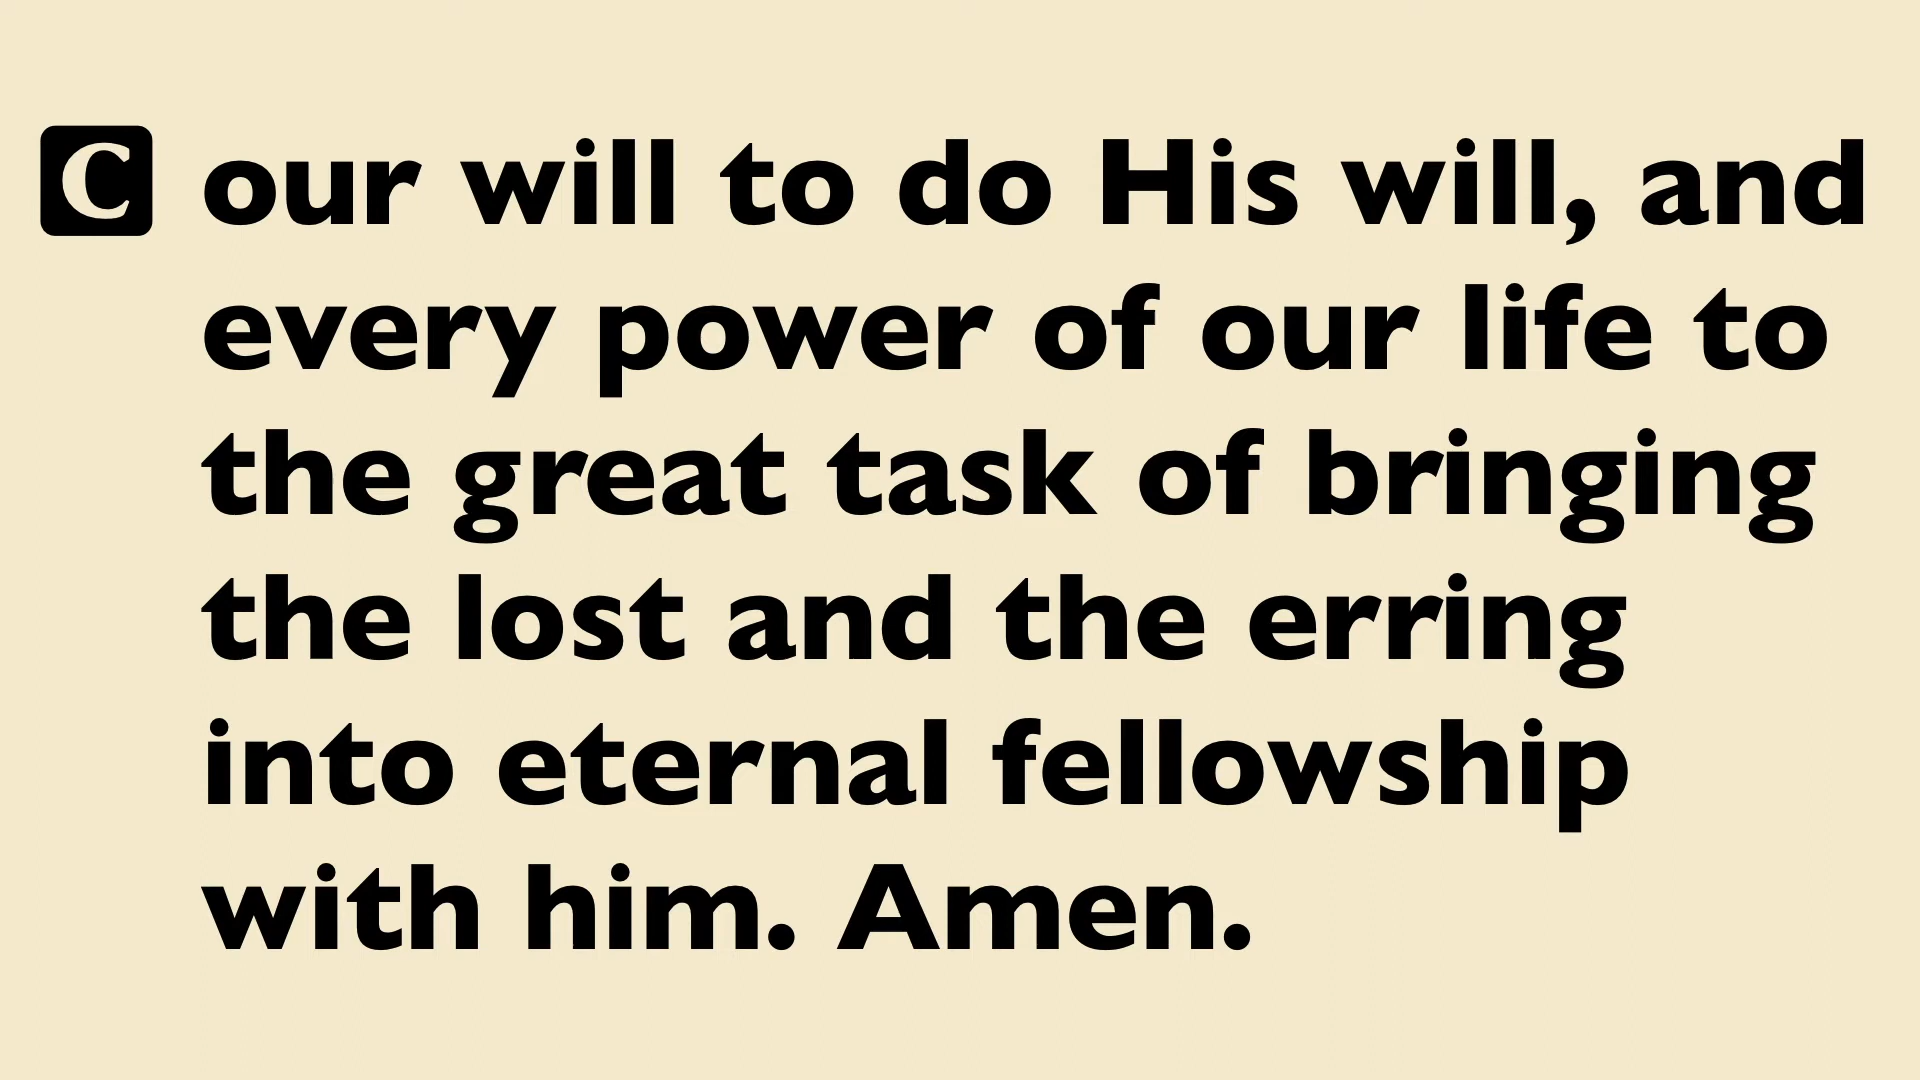 C our will to do His will, and
every power of our life to
the great task of bringing
the lost and the erring
into eternal fellowship
with him. Amen.